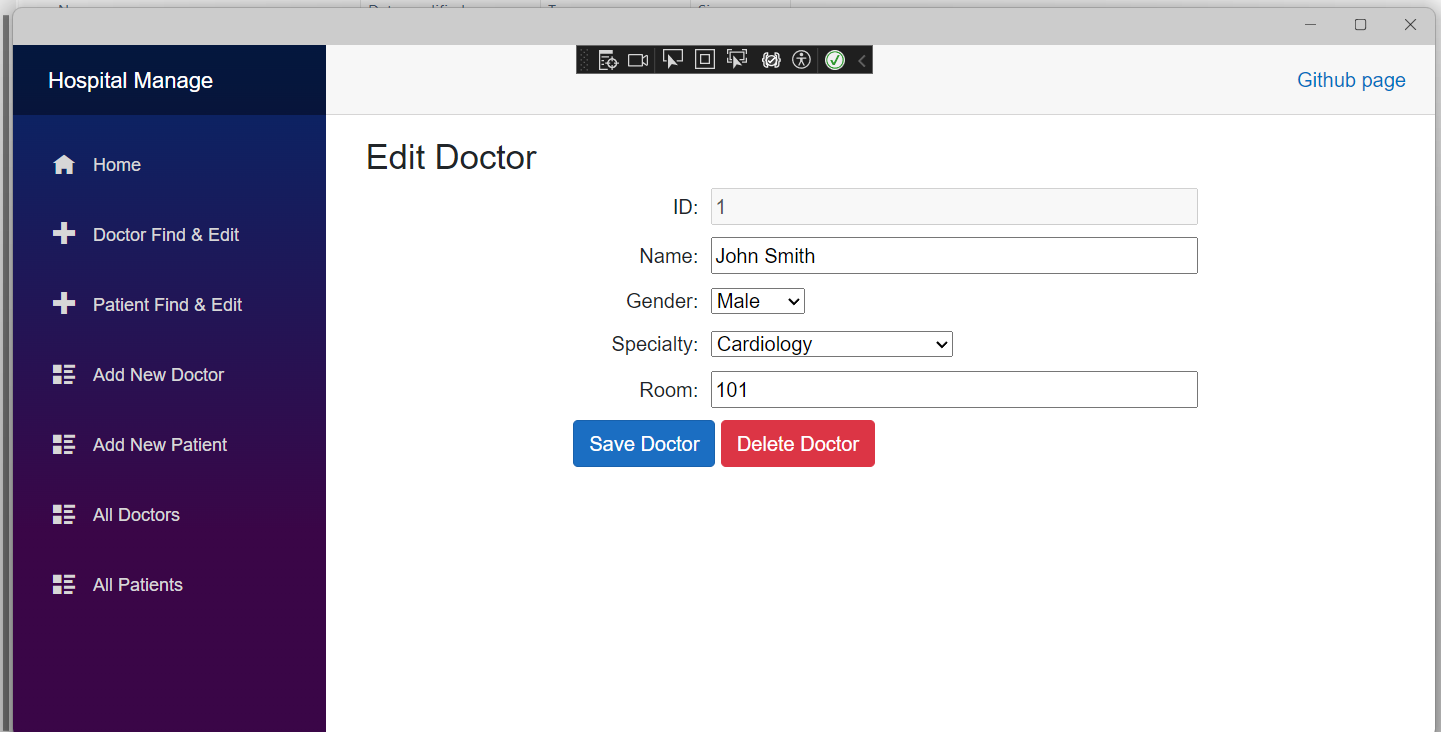 Hospital Manage
Github page
Home
Doctor Find & Edit
Patient Find & Edit
Add New Doctor
Add New Patient
All Doctors
All Patients
Edit Doctor
ID: 1
Name: John Smith
Gender: Male
Specialty: Cardiology
Room: 101
Save Doctor Delete Doctor